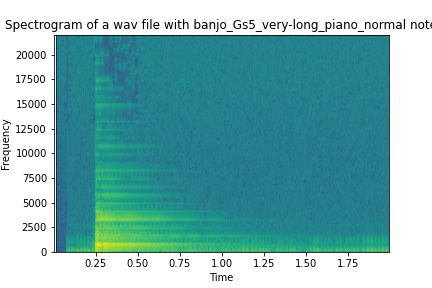 Spectrogram of a wav file with banjo_Gs5_very-long_piano_normal note
20000
17500
15000
12500
10000
7500
5000
2500
0
Frequency
0.25 0.50 0.75 1.00 1.25 1.50 1.75
Time